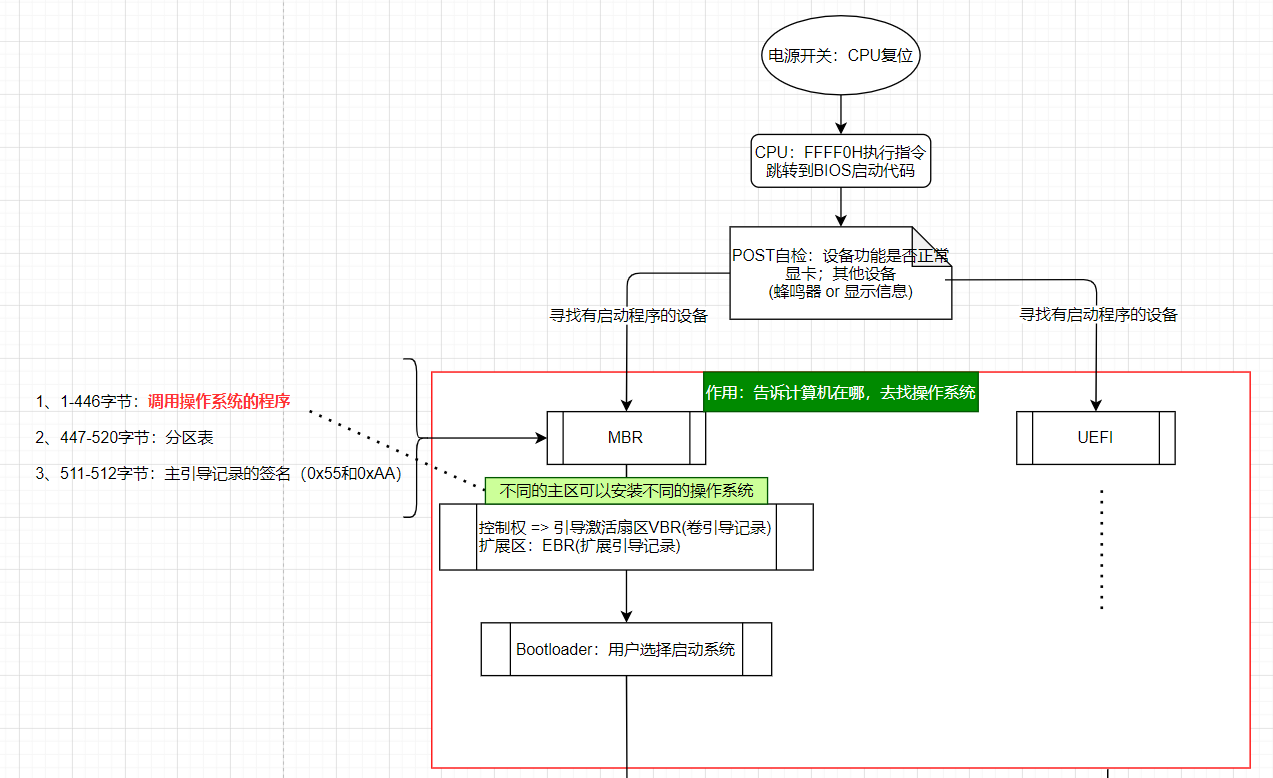 电源开关：CPU复位
CPU：FFFF0H执行指令
跳转到BIOS启动代码
POST自检：设备功能是否正常
显卡；其他设备
(蜂鸣器 or 显示信息)
寻找有启动程序的设备
寻找有启动程序的设备
作用：告诉计算机在哪，去找操作系统
1、1-446字节：调用操作系统的程序
2、447-520字节：分区表
3、511-512字节：主引导记录的签名（0x55和0xAA）
MBR
UEFI
不同的主区可以安装不同的操作系统
控制权 => 引导激活扇区VBR(卷引导记录)
扩展区：EBR(扩展引导记录)
Bootloader：用户选择启动系统